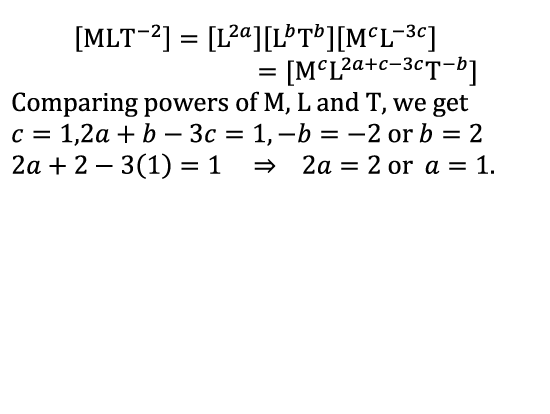 [MLT⁻²] = [L²ᵃ][LᵇTᵇ][MᶜL⁻³ᶜ]
= [MᶜL²ᵃ⁺ᶜ⁻³ᶜT⁻ᵇ]
Comparing powers of M, L and T, we get
c = 1,2a + b − 3c = 1, −b = −2 or b = 2
2a + 2 − 3(1) = 1 ⇒ 2a = 2 or a = 1.